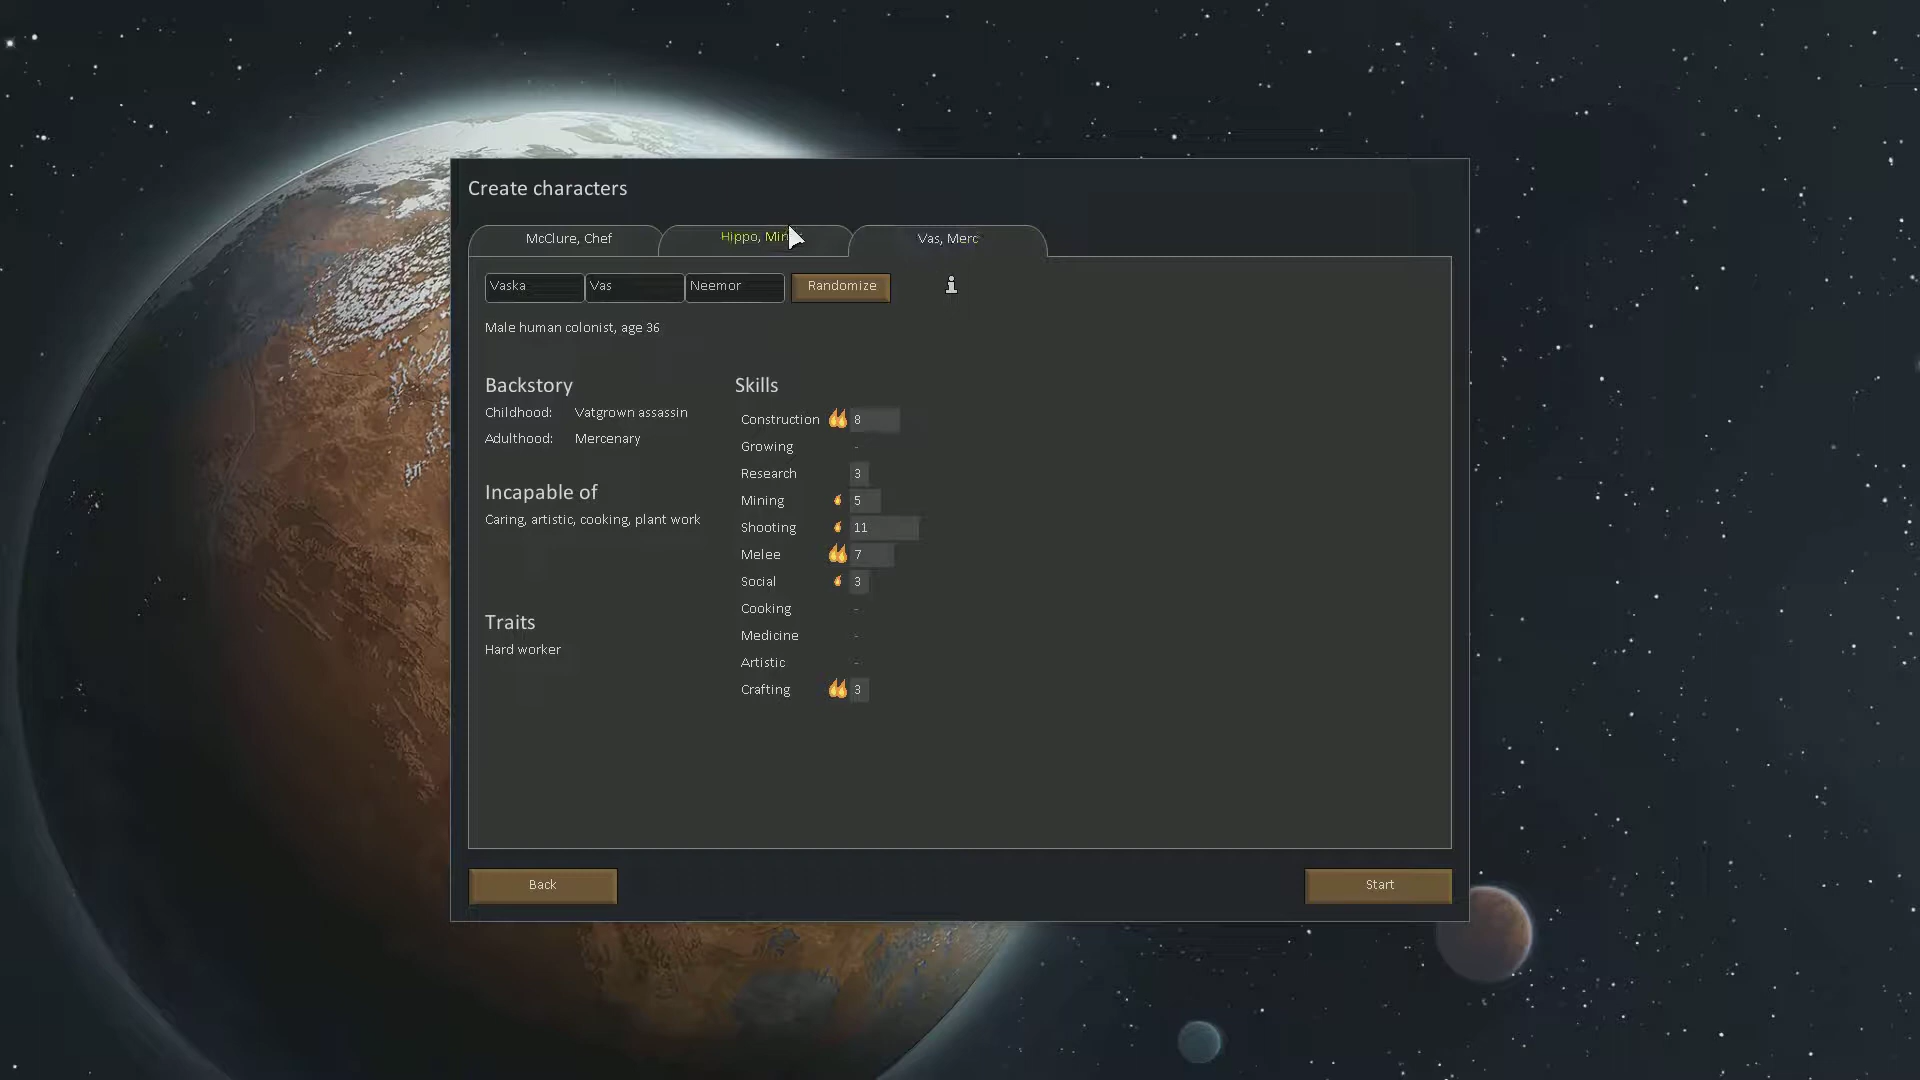 Create characters
McClure, Chef
Hippo,
Vas, Merc
Vaska
Vas
Neemor
Randomize
Male human colonist, age 36
Backstory
Childhood: Vatgrown assassin
Adulthood: Mercenary
Incapable of
Caring, artistic, cooking, plant work
Traits
Hard worker
Skills
Construction 8
Growing -
Research 3
Mining 5
Shooting 11
Melee 7
Social 3
Cooking -
Medicine -
Artistic -
Crafting 3
Back
Start